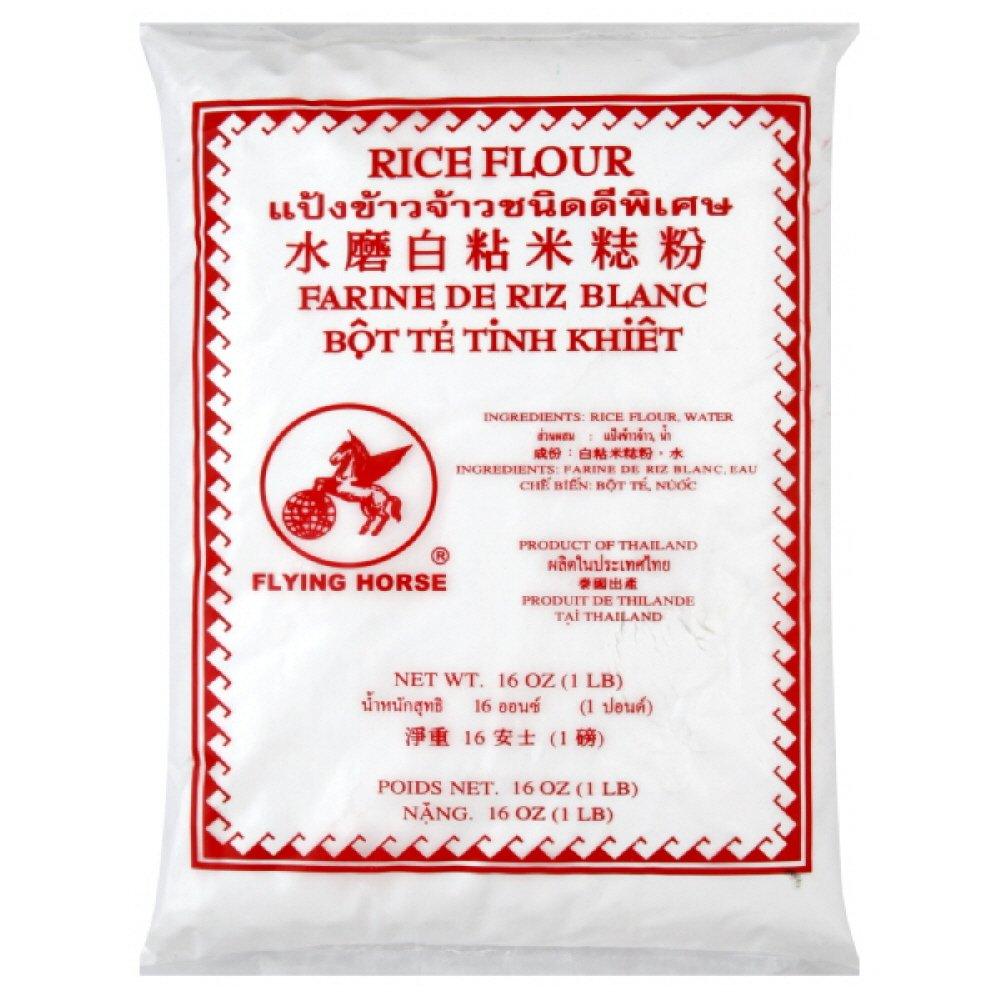 RICE FLOUR
แป้งข้าวจ้าวชนิดดีพิเศษ
水磨白粘米粉
FARINE DE RIZ BLANC
BỘT TẺ TINH KHIẾT
INGREDIENTS: RICE FLOUR, WATER
ส่วนผสม : แป้งข้าวจ้าว, น้ำ
成份：白粘米粉，水
INGREDIENTS: FARINE DE RIZ BLANC, EAU
CHẾ BIẾN: BỘT TẺ, NƯỚC
®
FLYING HORSE
PRODUCT OF THAILAND
ผลิตในประเทศไทย
泰國出產
PRODUIT DE THILANDE
TẠI THAILAND
NET WT. 16 OZ (1 LB)
น้ำหนักสุทธิ 16 ออนซ์ (1 ปอนด์)
淨重 16 安士 (1 磅)
POIDS NET. 16 OZ (1 LB)
NẶNG. 16 OZ (1 LB)